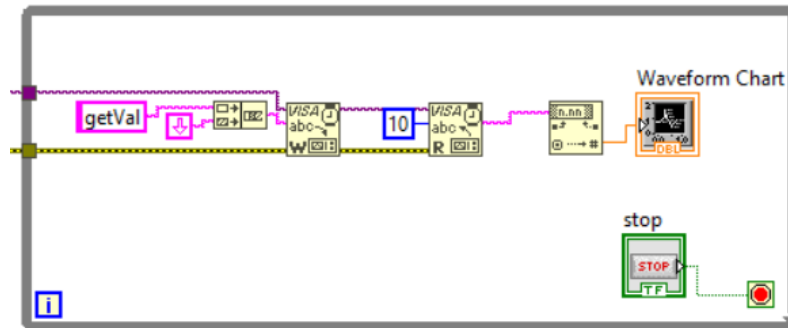 Waveform Chart
getVal
VISA
abc
W
10
VISA
abc
R
n.nn
#
DBL
stop
STOP
TF
i